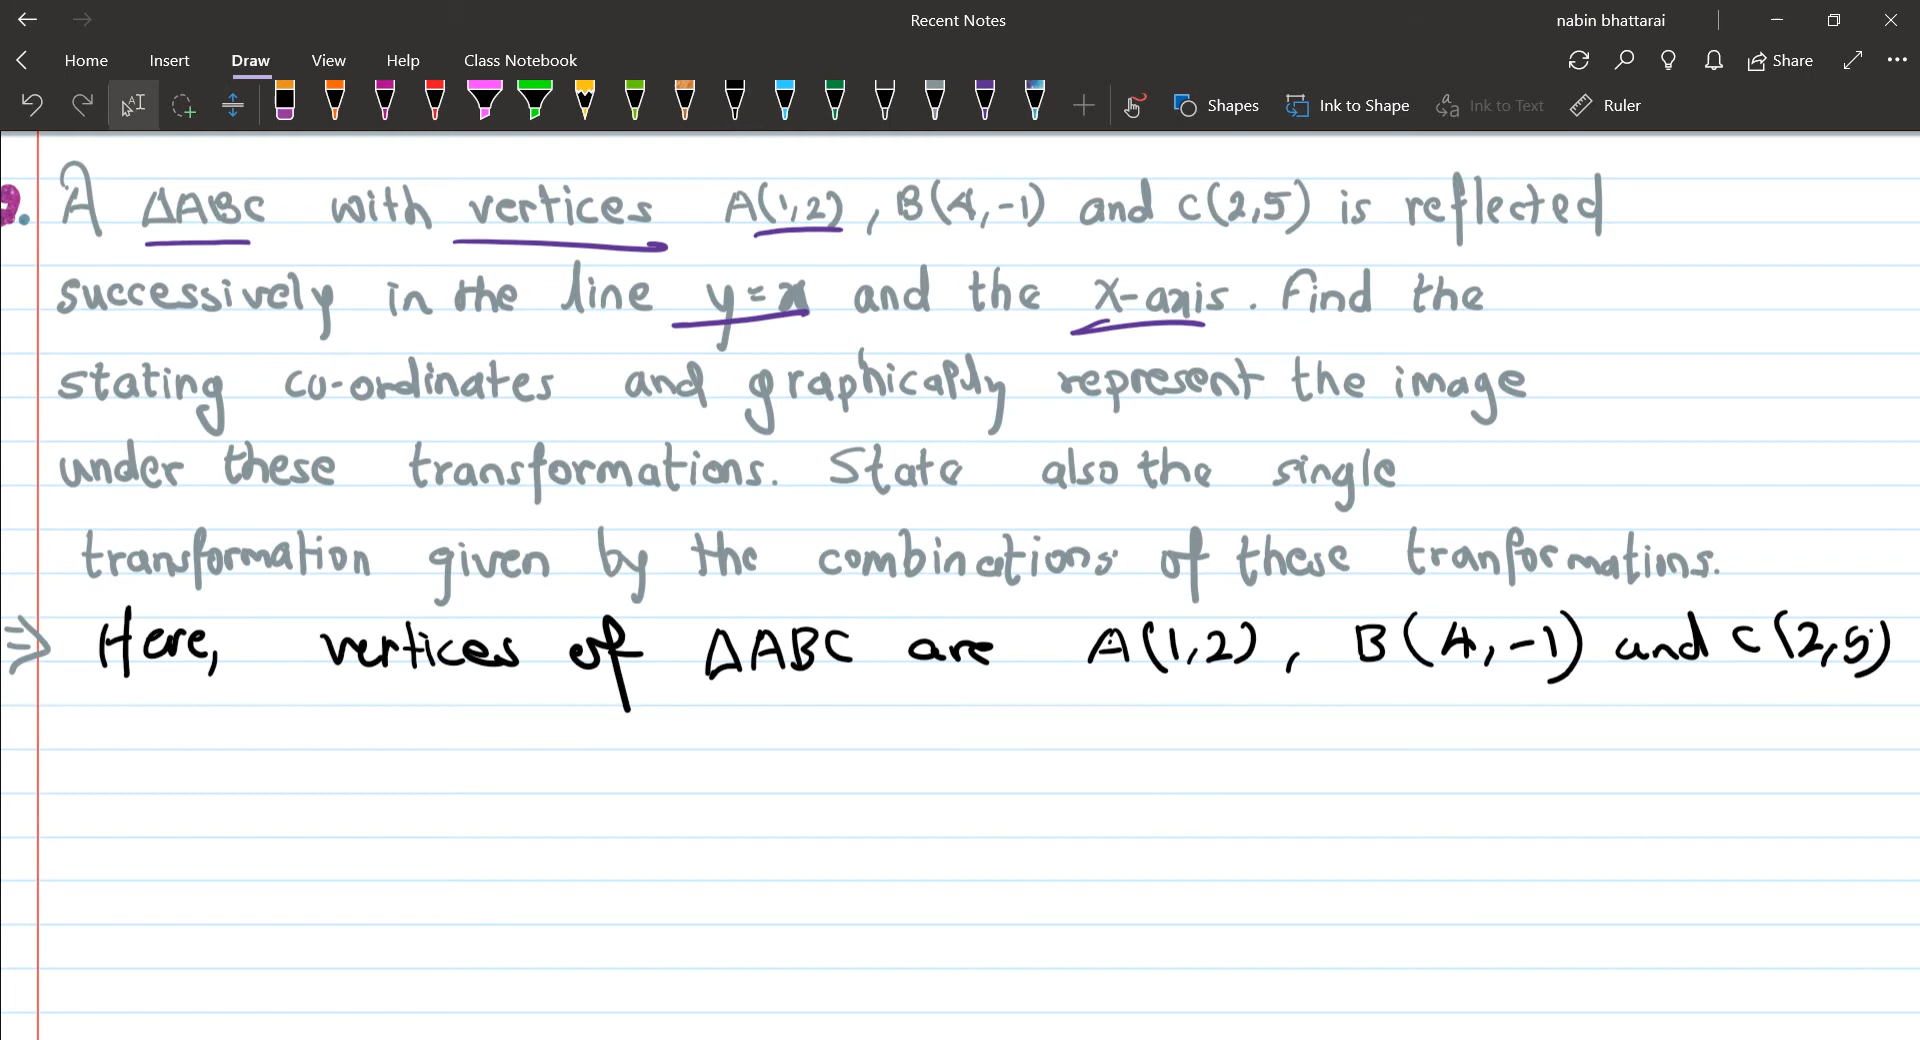 Recent Notes
nabin bhattarai
Home Insert Draw View Help Class Notebook
Share
Shapes Ink to Shape Ink to Text Ruler
A ΔABC with vertices A(1,2), B(4,-1) and C(2,5) is reflected
successively in the line y=x and the X-axis. Find the
stating co-ordinates and graphically represent the image
under these transformations. State also the single
transformation given by the combinations of these tranformations.
⇒ Here, vertices of ΔABC are A(1,2), B(4,-1) and C(2,5)